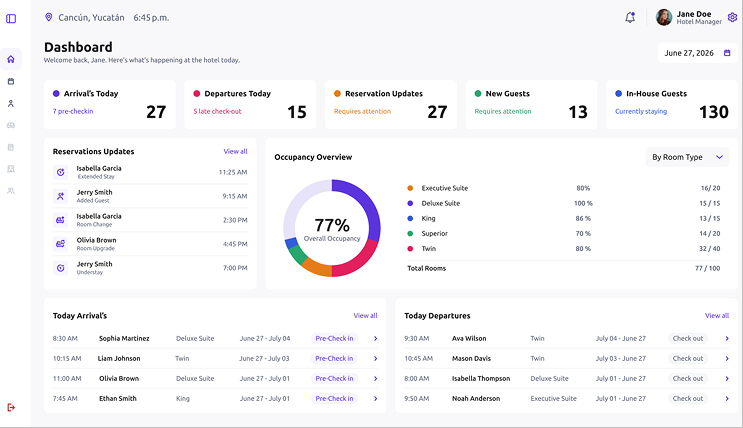 Cancún, Yucatán 6:45 p.m.
Jane Doe
Hotel Manager
Dashboard
Welcome back, Jane. Here's what's happening at the hotel today.
June 27, 2026
Arrival's Today
7 pre-checkin 27
Departures Today
5 late check-out 15
Reservation Updates
Requires attention 27
New Guests
Requires attention 13
In-House Guests
Currently staying 130
Reservations Updates View all
Isabella Garcia
Extended Stay
11:25 AM
Jerry Smith
Added Guest
9:15 AM
Isabella Garcia
Room Change
2:30 PM
Olivia Brown
Room Upgrade
4:45 PM
Jerry Smith
Understay
7:00 PM
Occupancy Overview By Room Type
77%
Overall Occupancy
Executive Suite 80% 16/ 20
Deluxe Suite 100 % 15 / 15
King 86 % 13 / 15
Superior 70 % 14 / 20
Twin 80 % 32 / 40
Total Rooms 77 / 100
Today Arrival's View all
8:30 AM Sophia Martinez Deluxe Suite June 27 - July 04 Pre-Check in
10:15 AM Liam Johnson Twin June 27 - July 03 Pre-Check in
11:00 AM Olivia Brown Deluxe Suite June 27 - July 01 Pre-Check in
7:45 AM Ethan Smith King June 27 - July 01 Pre-Check in
Today Departures View all
9:30 AM Ava Wilson Twin July 04 - June 27 Check out
10:45 AM Mason Davis Twin July 03 - June 27 Check out
8:00 AM Isabella Thompson Deluxe Suite July 01 - June 27 Check out
9:50 AM Noah Anderson Executive Suite July 01 - June 27 Check out